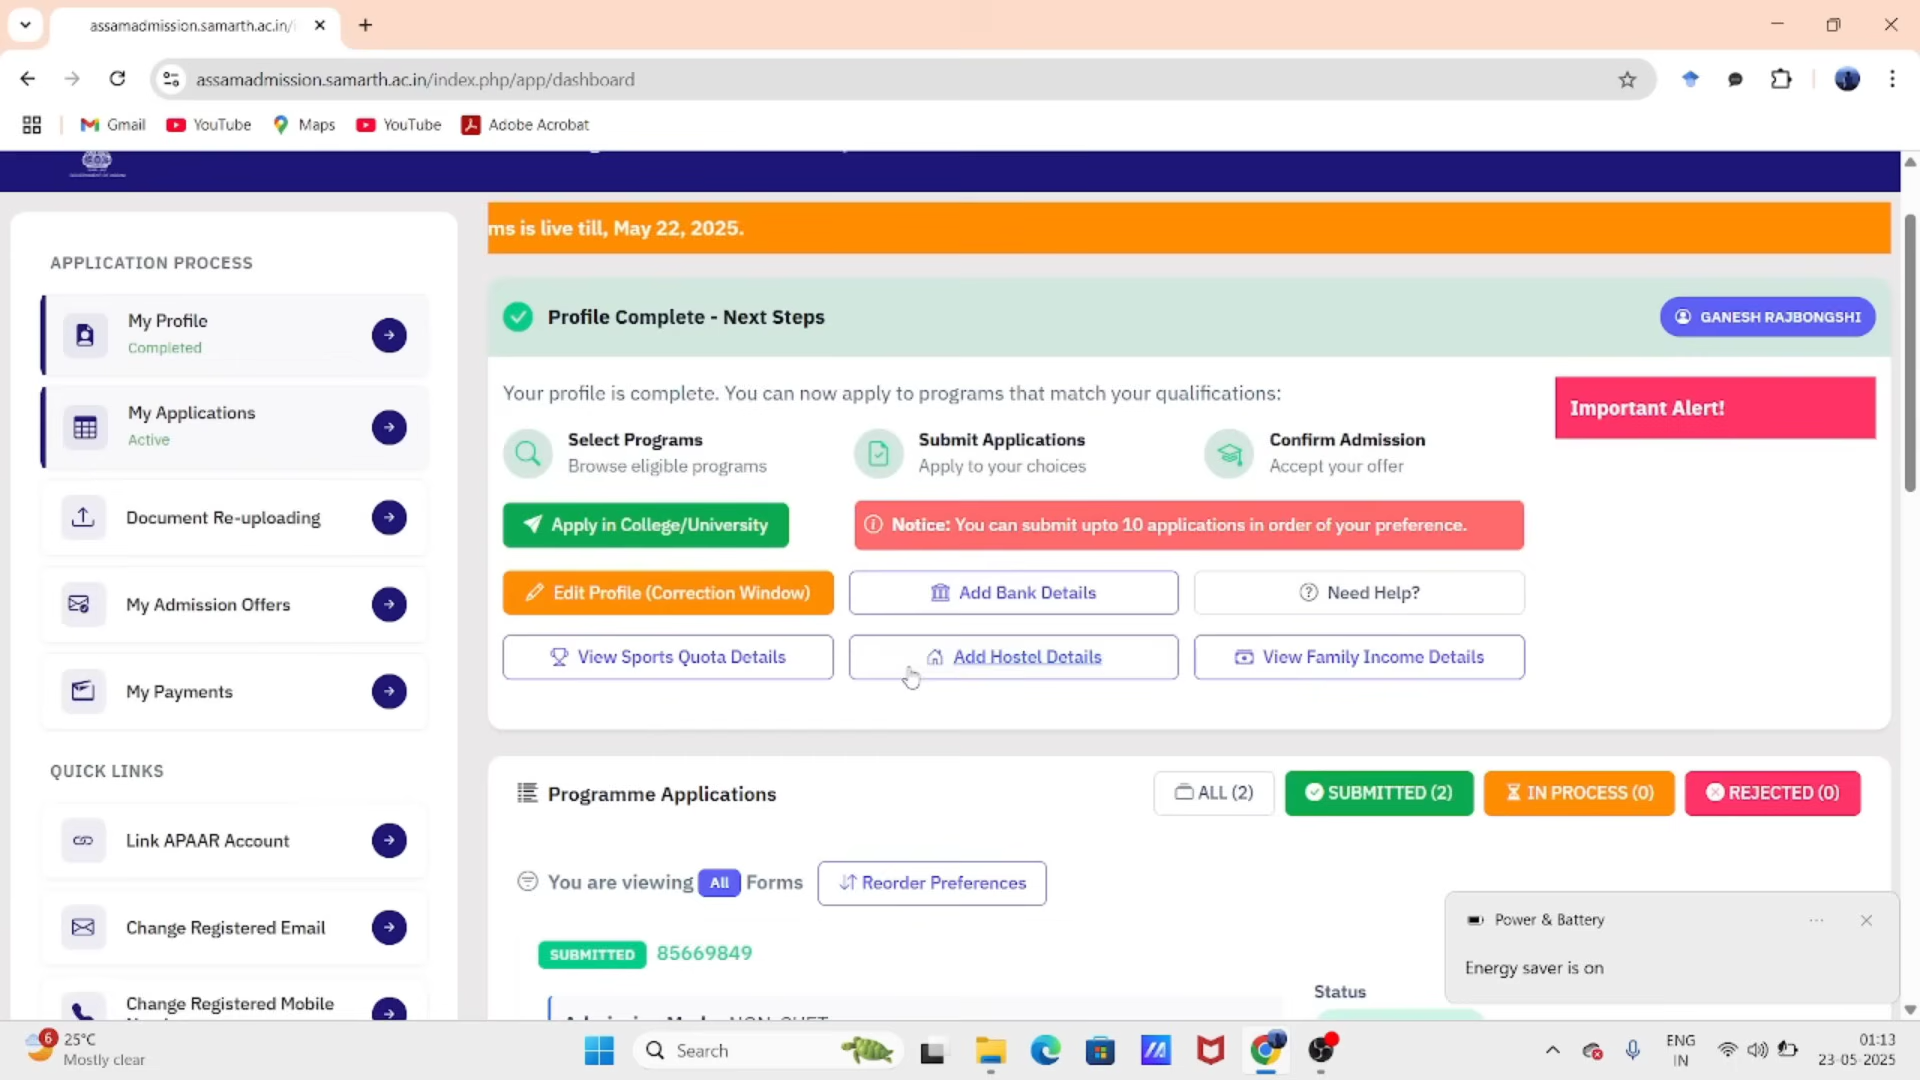 assamadmission.samarth.ac.in/i
assamadmission.samarth.ac.in/index.php/app/dashboard
Gmail
YouTube
Maps
YouTube
Adobe Acrobat
ms is live till, May 22, 2025.
APPLICATION PROCESS
My Profile
Completed
My Applications
Active
Document Re-uploading
My Admission Offers
My Payments
QUICK LINKS
Link APAAR Account
Change Registered Email
Change Registered Mobile
Profile Complete - Next Steps
GANESH RAJBONGSHI
Your profile is complete. You can now apply to programs that match your qualifications:
Important Alert!
Select Programs
Browse eligible programs
Submit Applications
Apply to your choices
Confirm Admission
Accept your offer
Apply in College/University
Notice: You can submit upto 10 applications in order of your preference.
Edit Profile (Correction Window)
Add Bank Details
Need Help?
View Sports Quota Details
Add Hostel Details
View Family Income Details
Programme Applications
ALL (2)
SUBMITTED (2)
IN PROCESS (0)
REJECTED (0)
You are viewing All Forms
Reorder Preferences
SUBMITTED 85669849
Status
Power & Battery
Energy saver is on
6
25°C
Mostly clear
Search
ENG
IN
01:13
23-05-2025